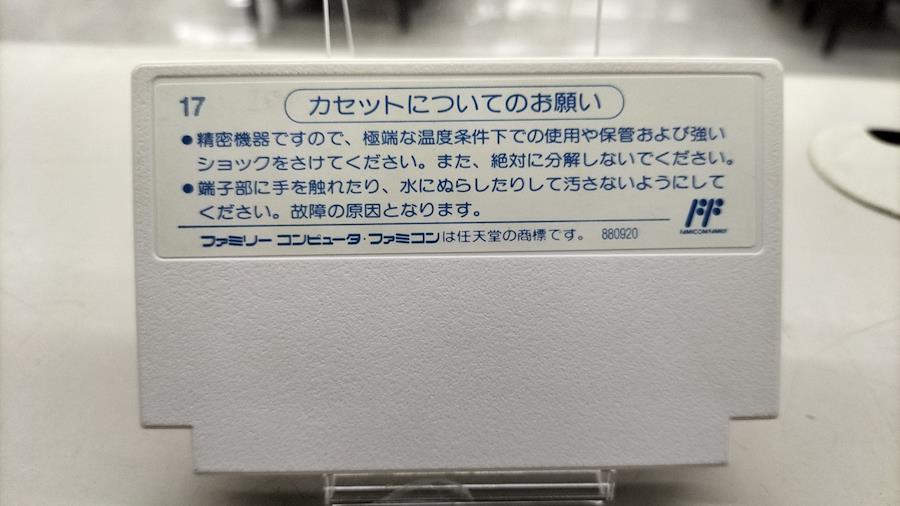 17
カセットについてのお願い
●精密機器ですので、極端な温度条件下での使用や保管および強い
ショックをさけてください。また、絶対に分解しないでください。
●端子部に手を触れたり、水にぬらしたりして汚さないようにして
ください。故障の原因となります。
FF
FAMICOM FAMILY
ファミリー コンピュータ・ファミコンは任天堂の商標です。 880920